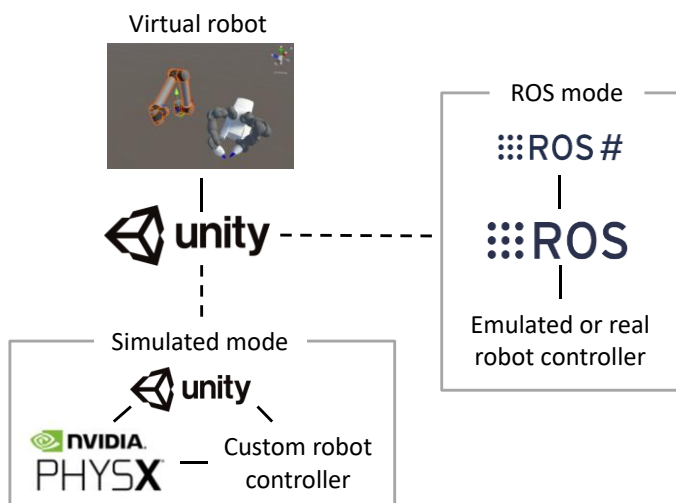 Virtual robot
unity
ROS mode
ROS #
ROS
Emulated or real
robot controller
Simulated mode
unity
NVIDIA.
PHYSX
Custom robot
controller